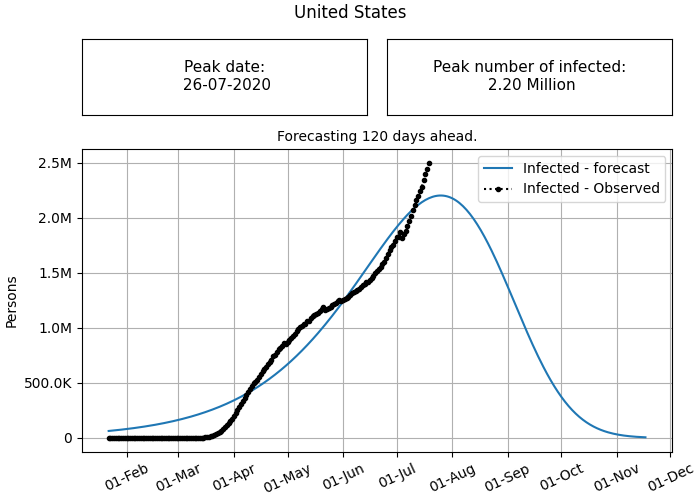 United States
Peak date:
26-07-2020
Peak number of infected:
2.20 Million
Forecasting 120 days ahead.
Infected - forecast
Infected - Observed
Persons
2.5M
2.0M
1.5M
1.0M
500.0K
0
01-Feb
01-Mar
01-Apr
01-May
01-Jun
01-Jul
01-Aug
01-Sep
01-Oct
01-Nov
01-Dec